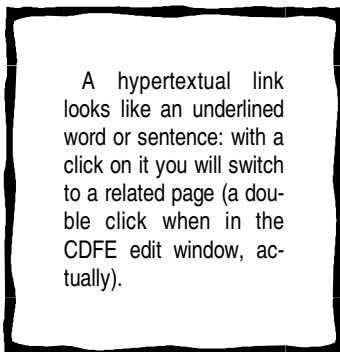 A hypertextual link
looks like an underlined
word or sentence: with a
click on it you will switch
to a related page (a dou-
ble click when in the
CDFE edit window, ac-
tually).